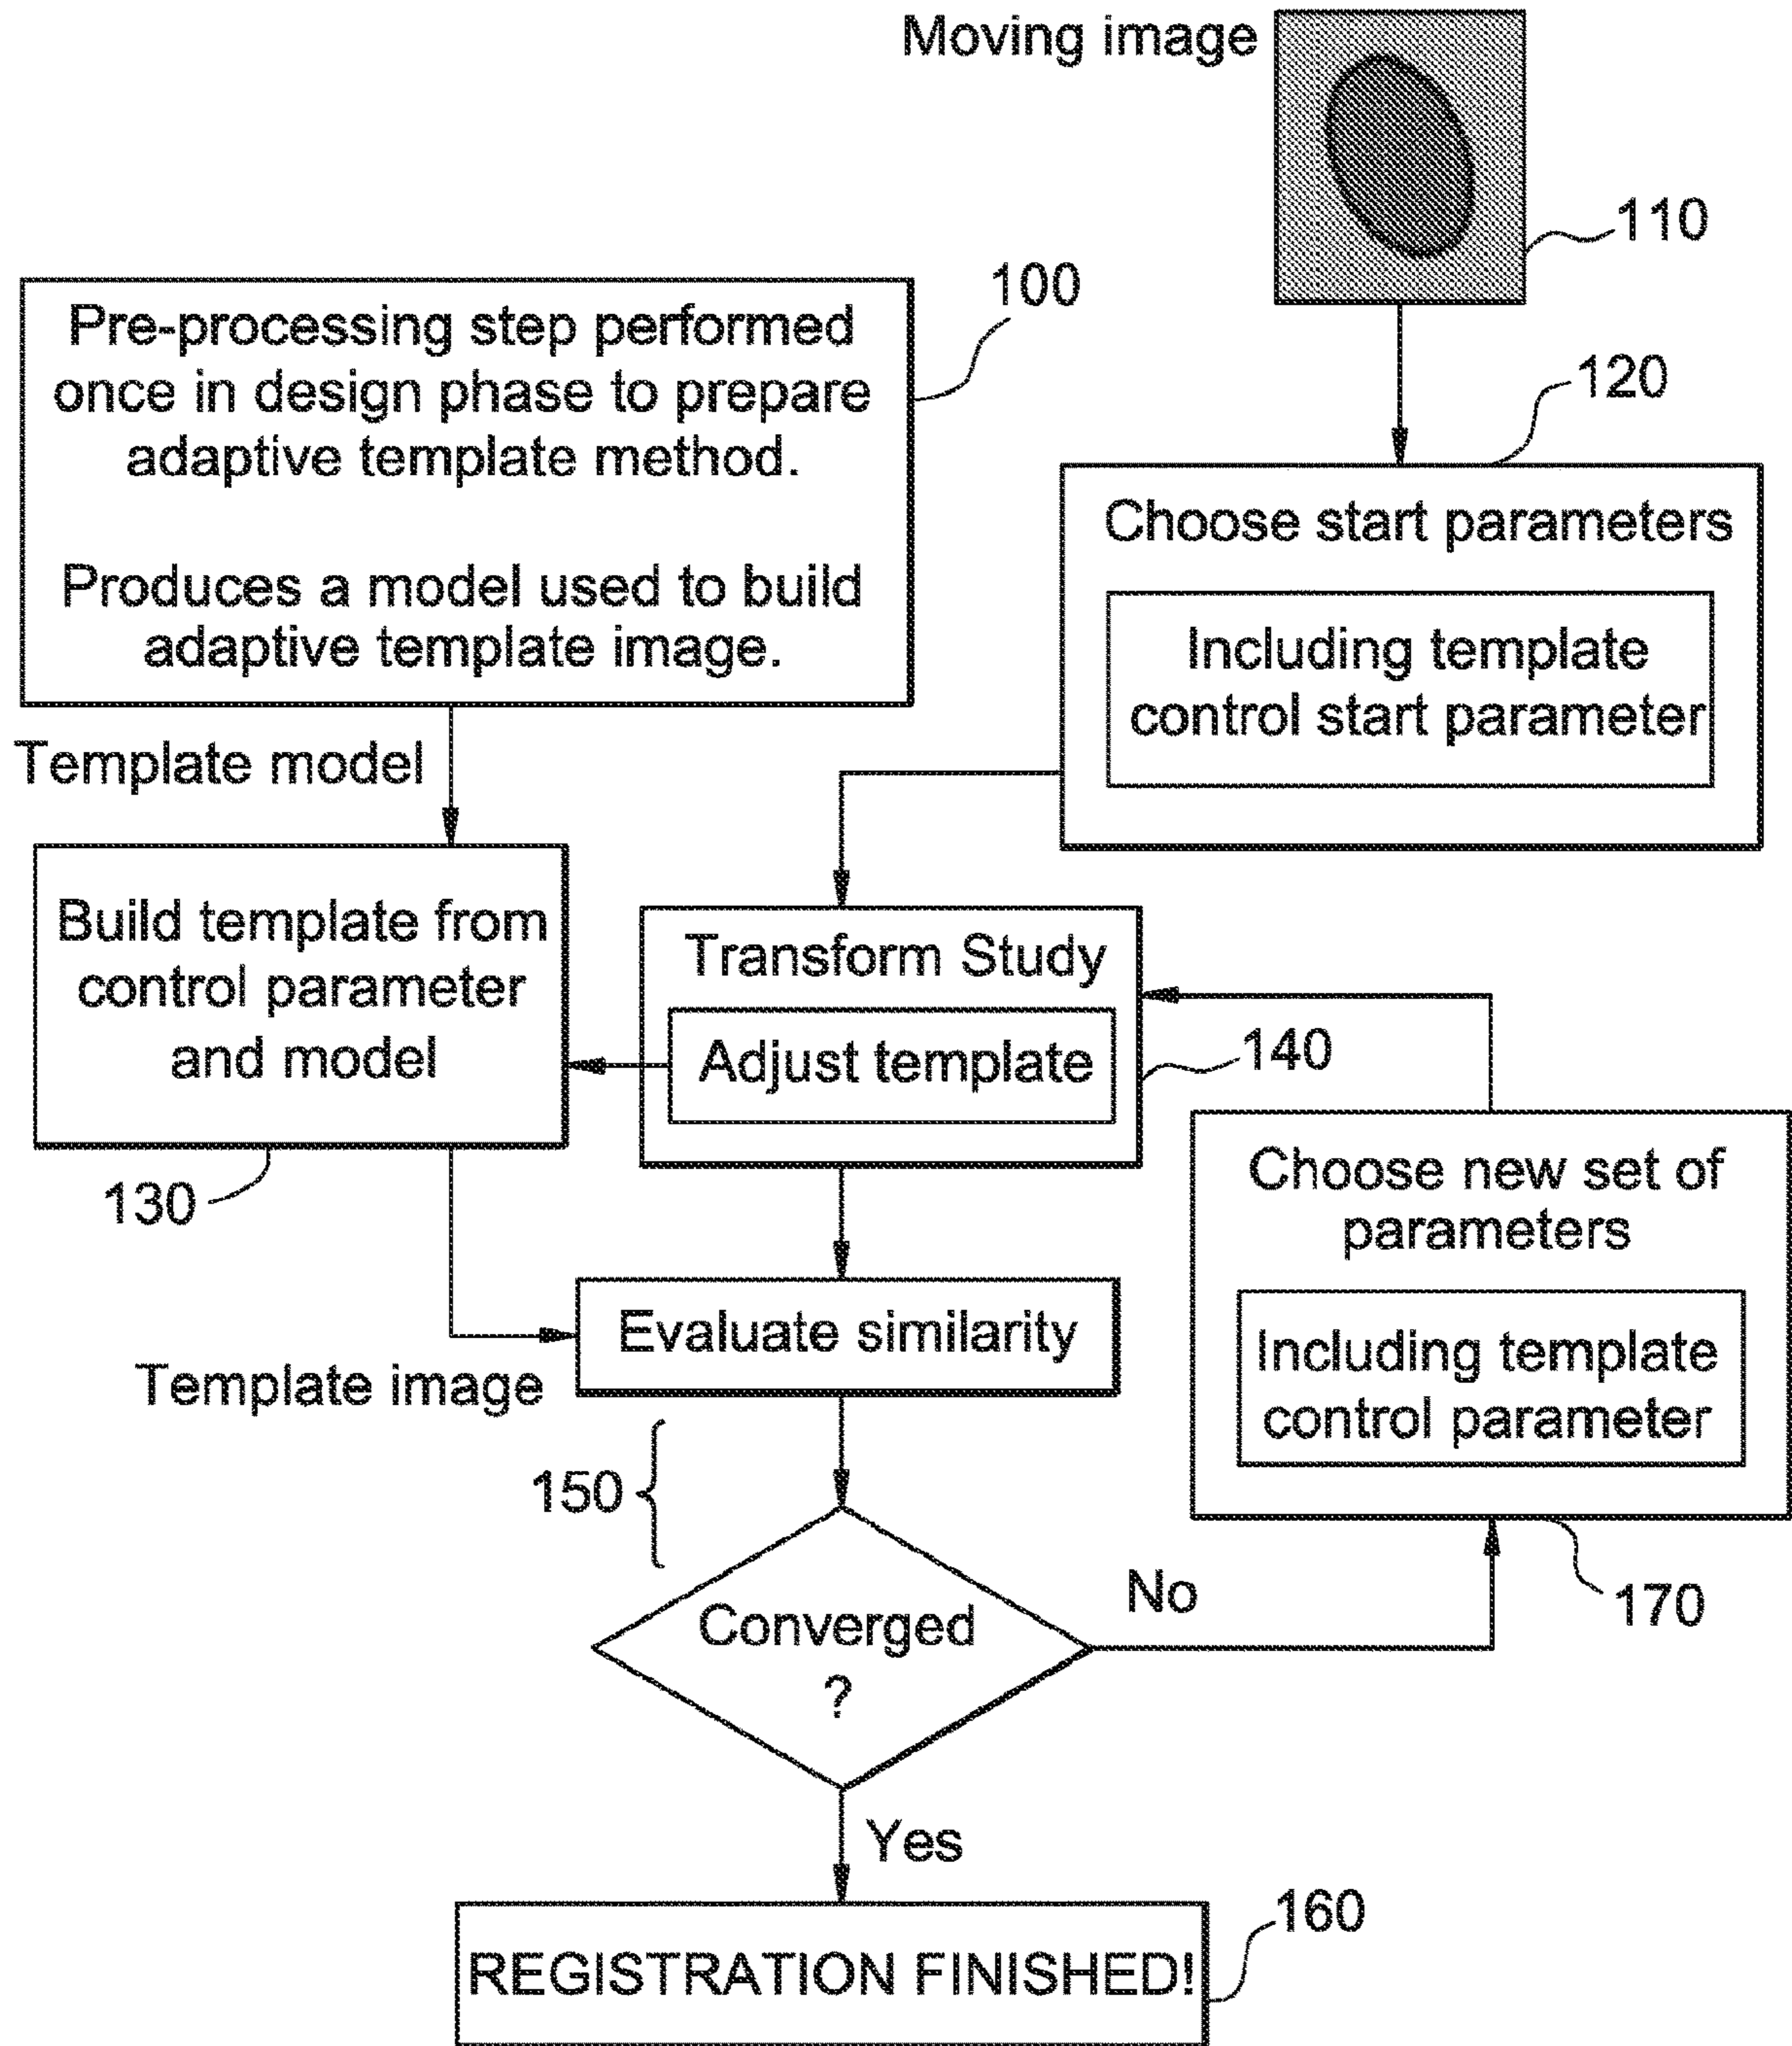 Moving image
110
100
Pre-processing step performed
once in design phase to prepare
adaptive template method.
Produces a model used to build
adaptive template image.
120
Choose start parameters
Including template
control start parameter
Template model
Build template from
control parameter
and model
130
Transform Study
Adjust template
140
Choose new set of
parameters
Including template
control parameter
170
Evaluate similarity
Template image
150
Converged
?
No
Yes
REGISTRATION FINISHED!
160